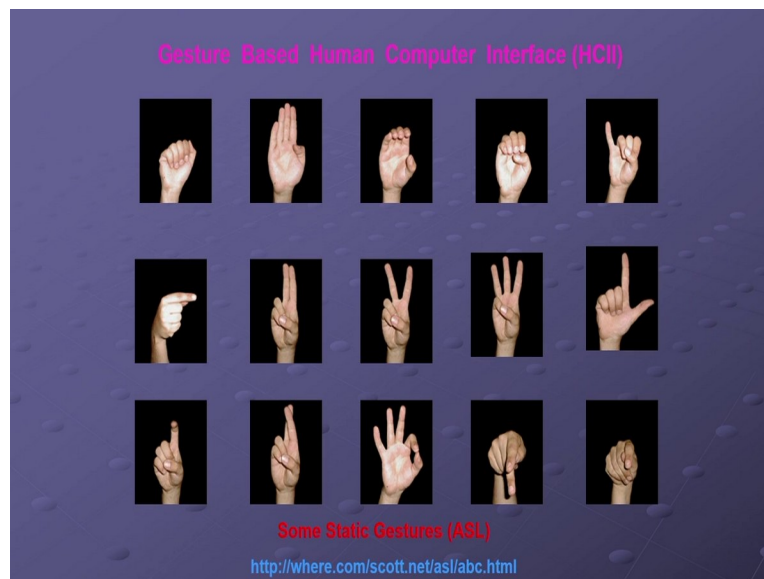 Gesture Based Human Computer Interface (HCII)
Some Static Gestures (ASL)
http://where.com/scott.net/asl/abc.html